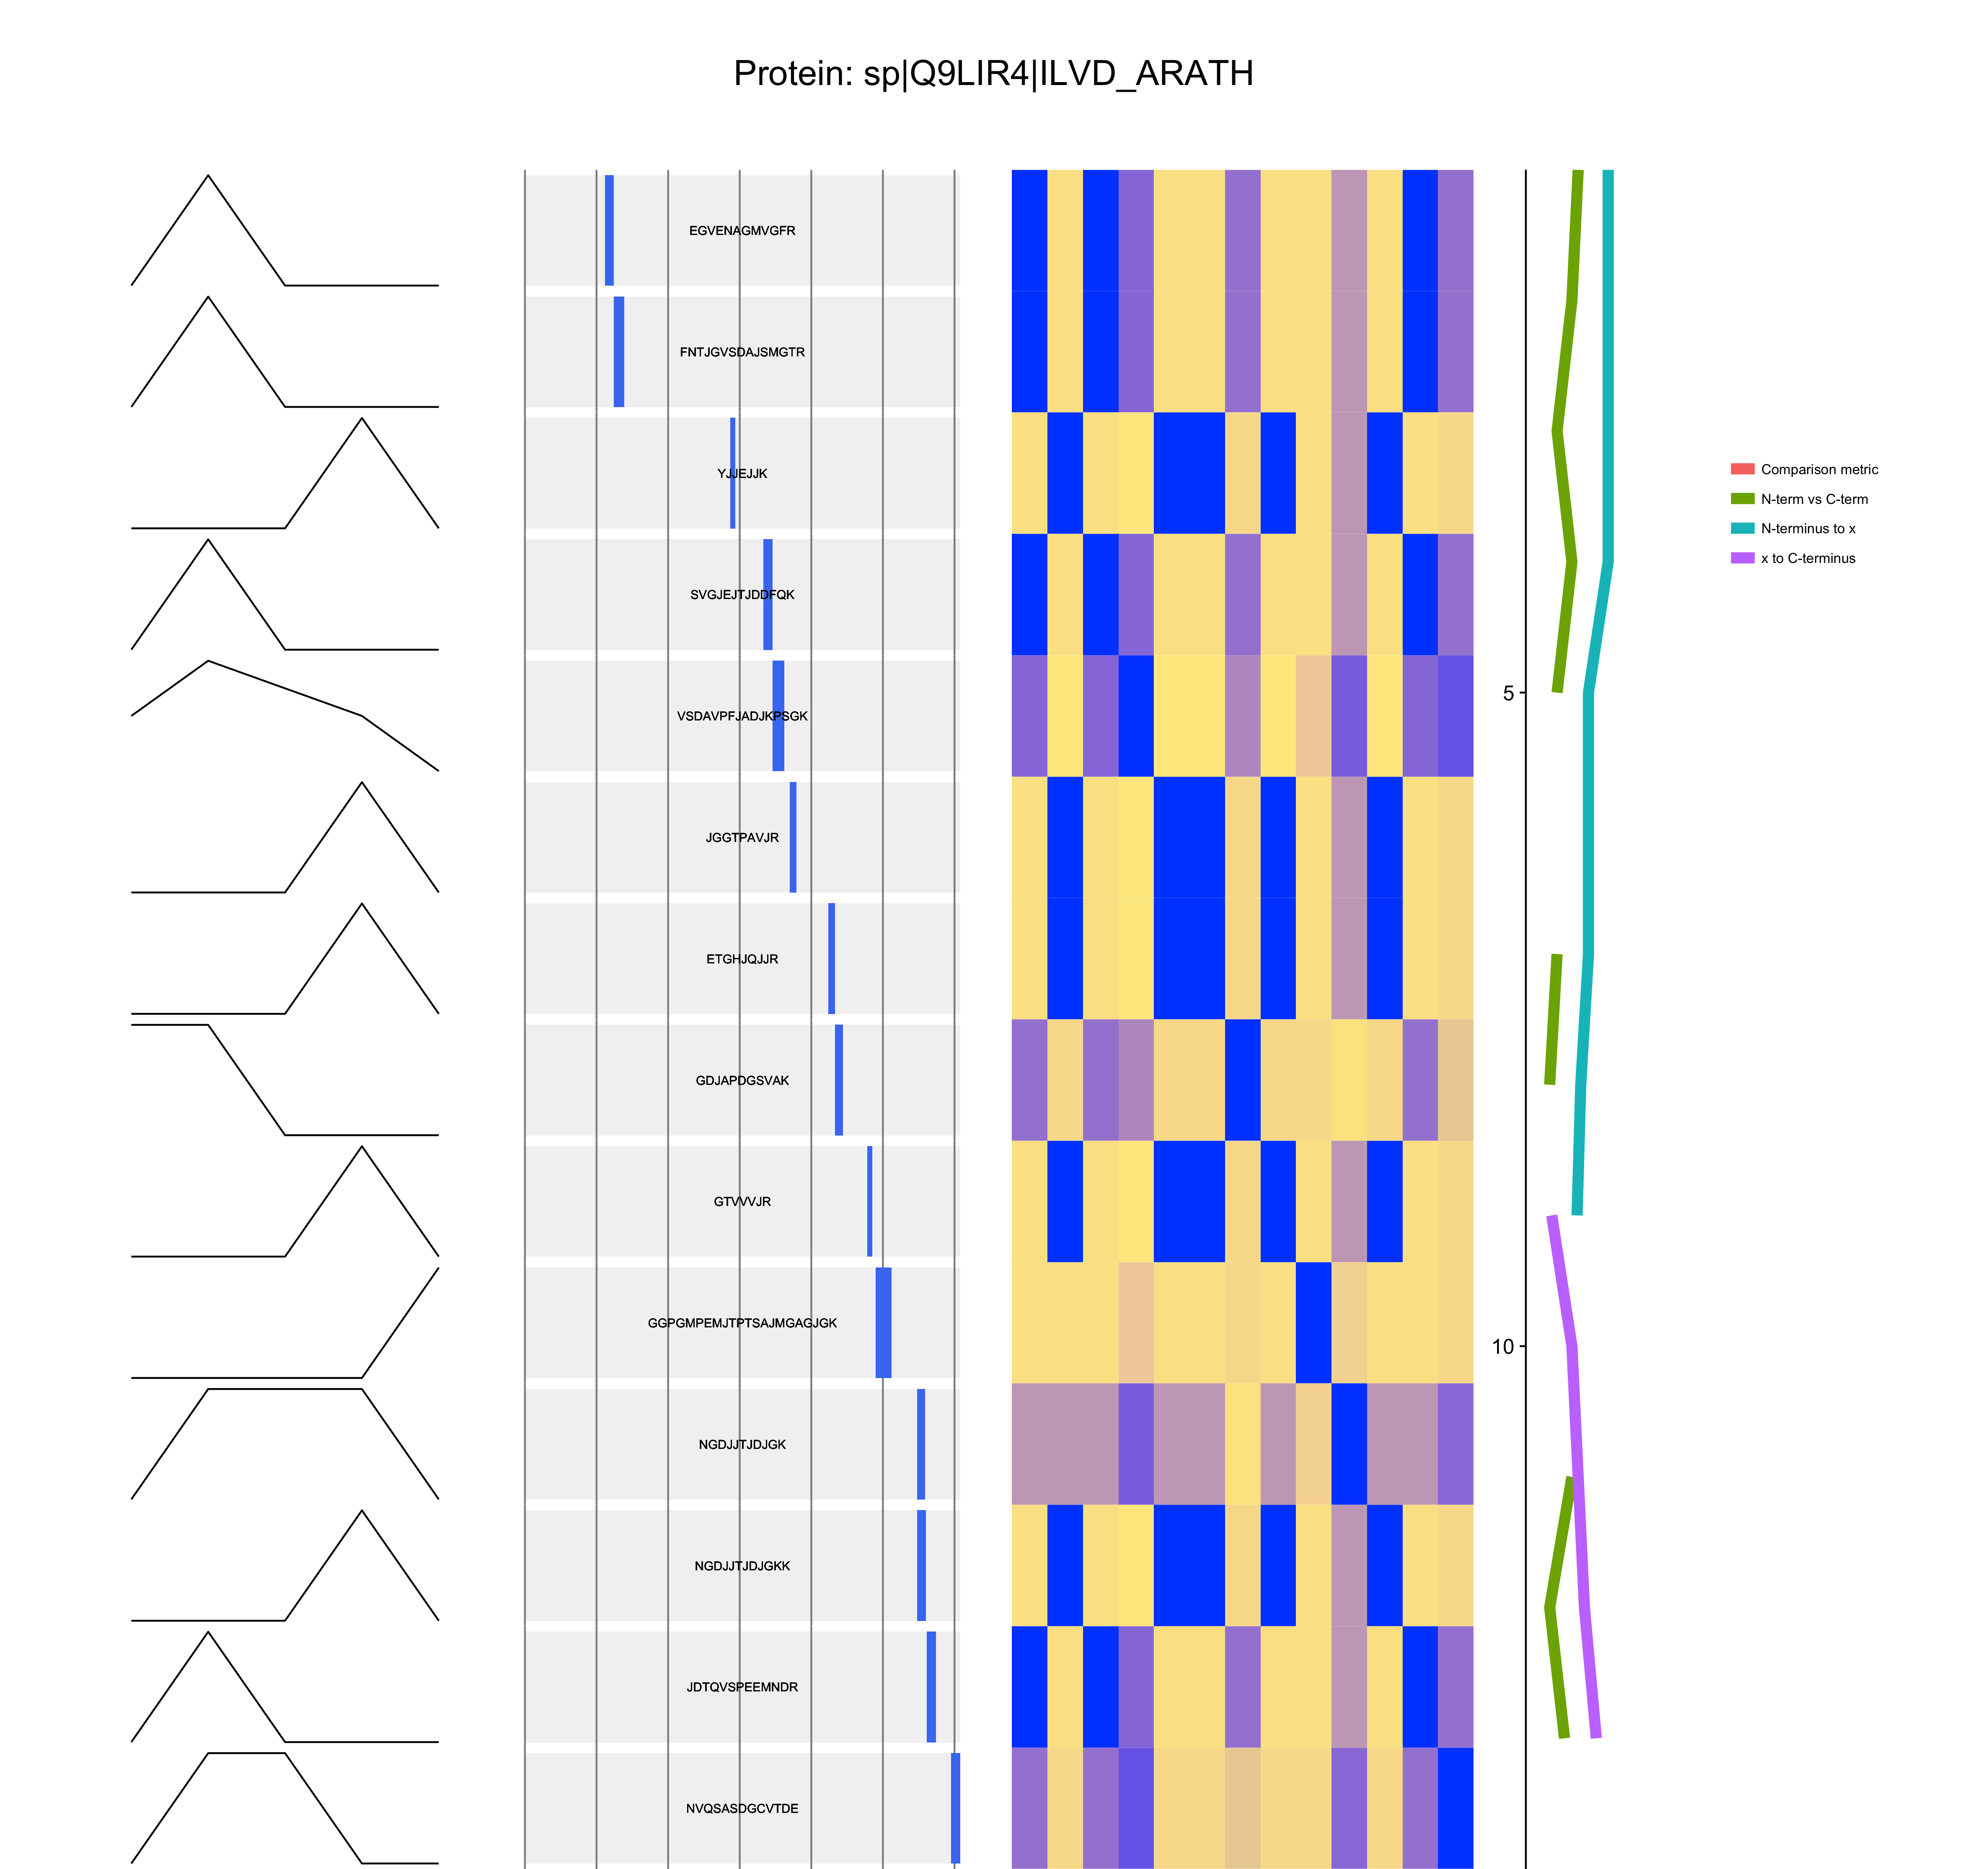 Protein: sp|Q9LIR4|ILVD_ARATH
EGVENAGMVGFR
FNTJGVSDAJSMGTR
YJJEJJK
SVGJEJTJDDFQK
VSDAVPFJADJKPSGK
JGGTPAVJR
ETGHJQJJR
GDJAPDGSVAK
GTVVVJR
GGPGMPEMJTPTSAJMGAGJGK
NGDJJTJDJGK
NGDJJTJDJGKK
JDTQVSPEEMNDR
NVQSASDGCVTDE
5
10
Comparison metric
N-term vs C-term
N-terminus to x
x to C-terminus